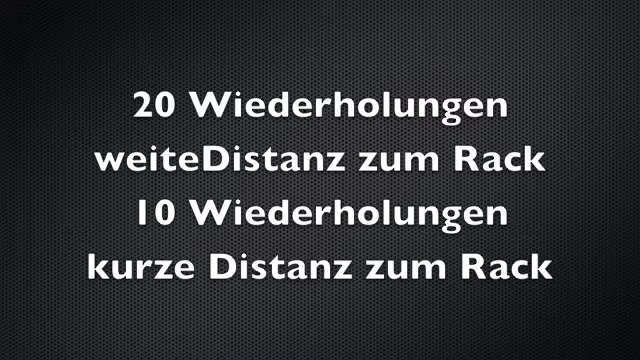 20 Wiederholungen
weiteDistanz zum Rack
10 Wiederholungen
kurze Distanz zum Rack